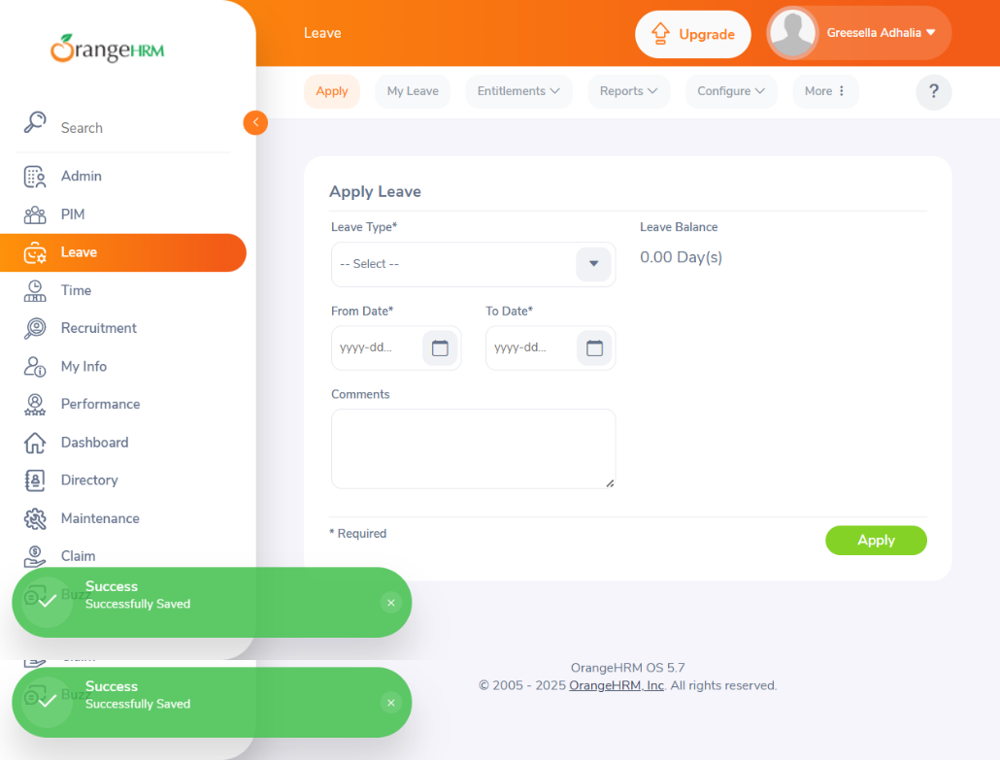 OrangeHRM
Leave
Upgrade
Greesella Adhalia
Apply
My Leave
Entitlements
Reports
Configure
More
?
Search
Admin
PIM
Leave
Time
Recruitment
My Info
Performance
Dashboard
Directory
Maintenance
Claim
Buzz
Apply Leave
Leave Type*
Leave Balance
-- Select --
0.00 Day(s)
From Date*
To Date*
yyyy-dd...
yyyy-dd...
Comments
* Required
Apply
Success
Successfully Saved
Claim
Buzz
Success
Successfully Saved
OrangeHRM OS 5.7
© 2005 - 2025 OrangeHRM, Inc. All rights reserved.